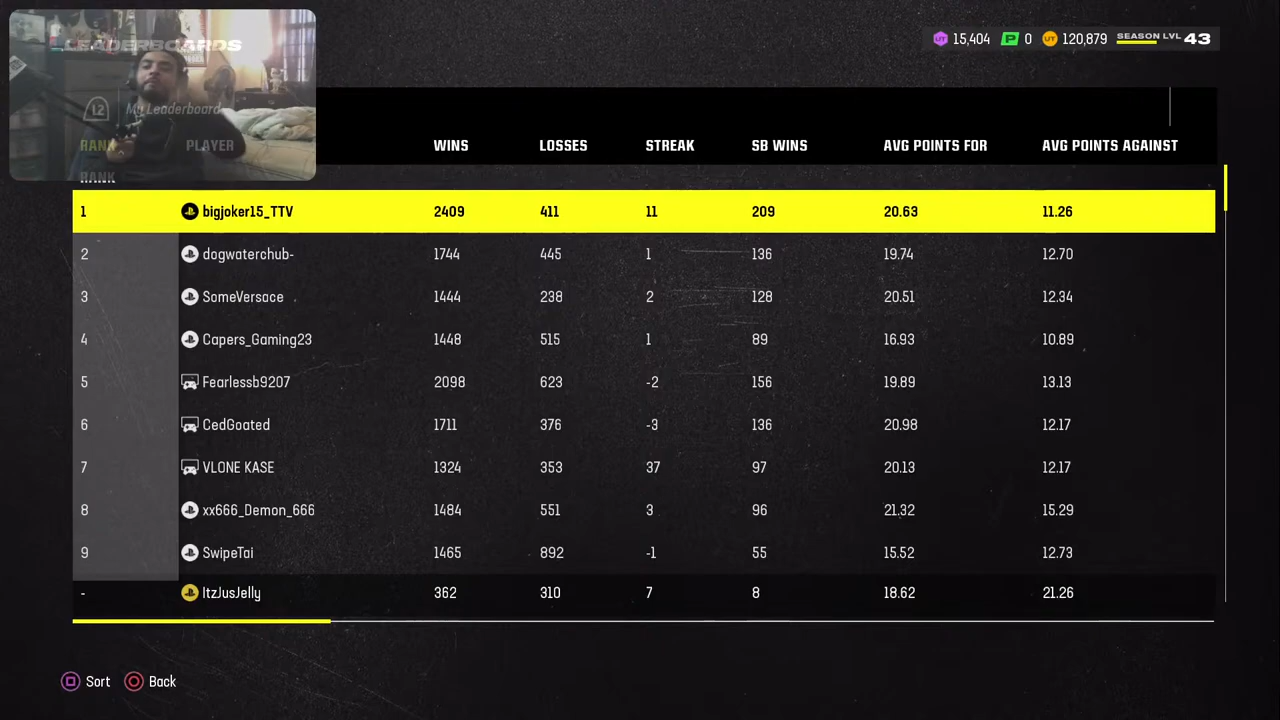 LEADERBOARDS
15,404 0 120,879 SEASON LVL 43
My Leaderboard
RANK PLAYER WINS LOSSES STREAK SB WINS AVG POINTS FOR AVG POINTS AGAINST
RANK
1 bigjoker15_TTV 2409 411 11 209 20.63 11.26
2 dogwaterchub- 1744 445 1 136 19.74 12.70
3 SomeVersace 1444 238 2 128 20.51 12.34
4 Capers_Gaming23 1448 515 1 89 16.93 10.89
5 Fearlessb9207 2098 623 -2 156 19.89 13.13
6 CedGoated 1711 376 -3 136 20.98 12.17
7 VLONE KASE 1324 353 37 97 20.13 12.17
8 xx666_Demon_666 1484 551 3 96 21.32 15.29
9 SwipeTai 1465 892 -1 55 15.52 12.73
- ItzJusJelly 362 310 7 8 18.62 21.26
Sort Back